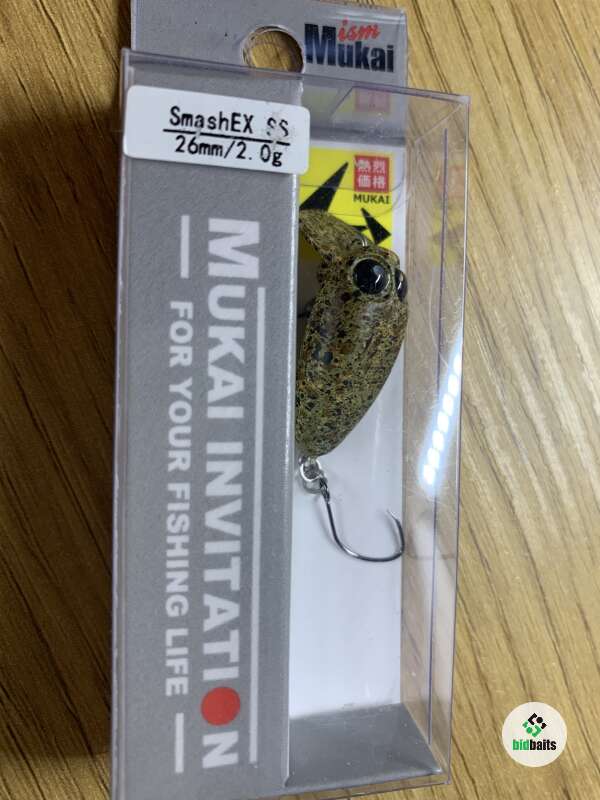 ism
Mukai
SmashEX SS
26mm/2.0g
熱烈
価格
MUKAI
MUKAI INVITATION
FOR YOUR FISHING LIFE
bidbaits